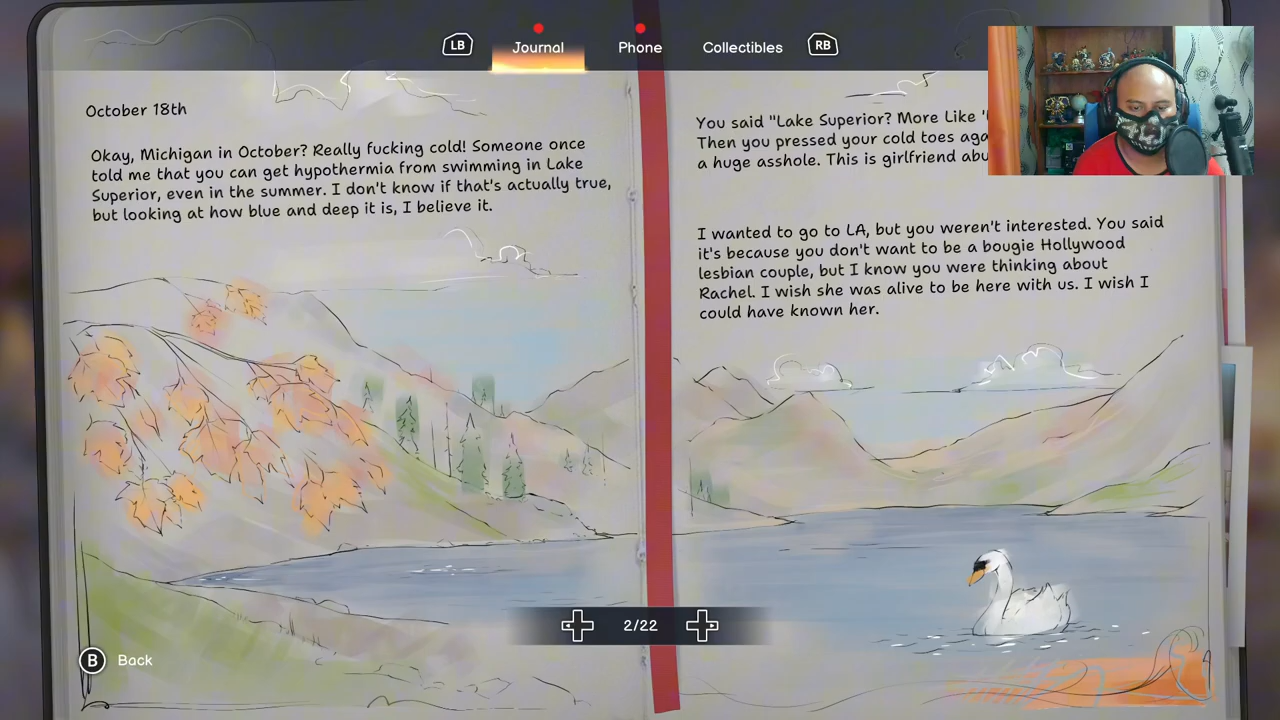 LB Journal Phone Collectibles RB
October 18th
Okay, Michigan in October? Really fucking cold! Someone once
told me that you can get hypothermia from swimming in Lake
Superior, even in the summer. I don't know if that's actually true,
but looking at how blue and deep it is, I believe it.
You said "Lake Superior? More Like
Then you pressed your cold toes
a huge asshole. This is girlfriend
I wanted to go to LA, but you weren't interested. You said
it's because you don't want to be a bougie Hollywood
lesbian couple, but I know you were thinking about
Rachel. I wish she was alive to be here with us. I wish I
could have known her.
2/22
B Back